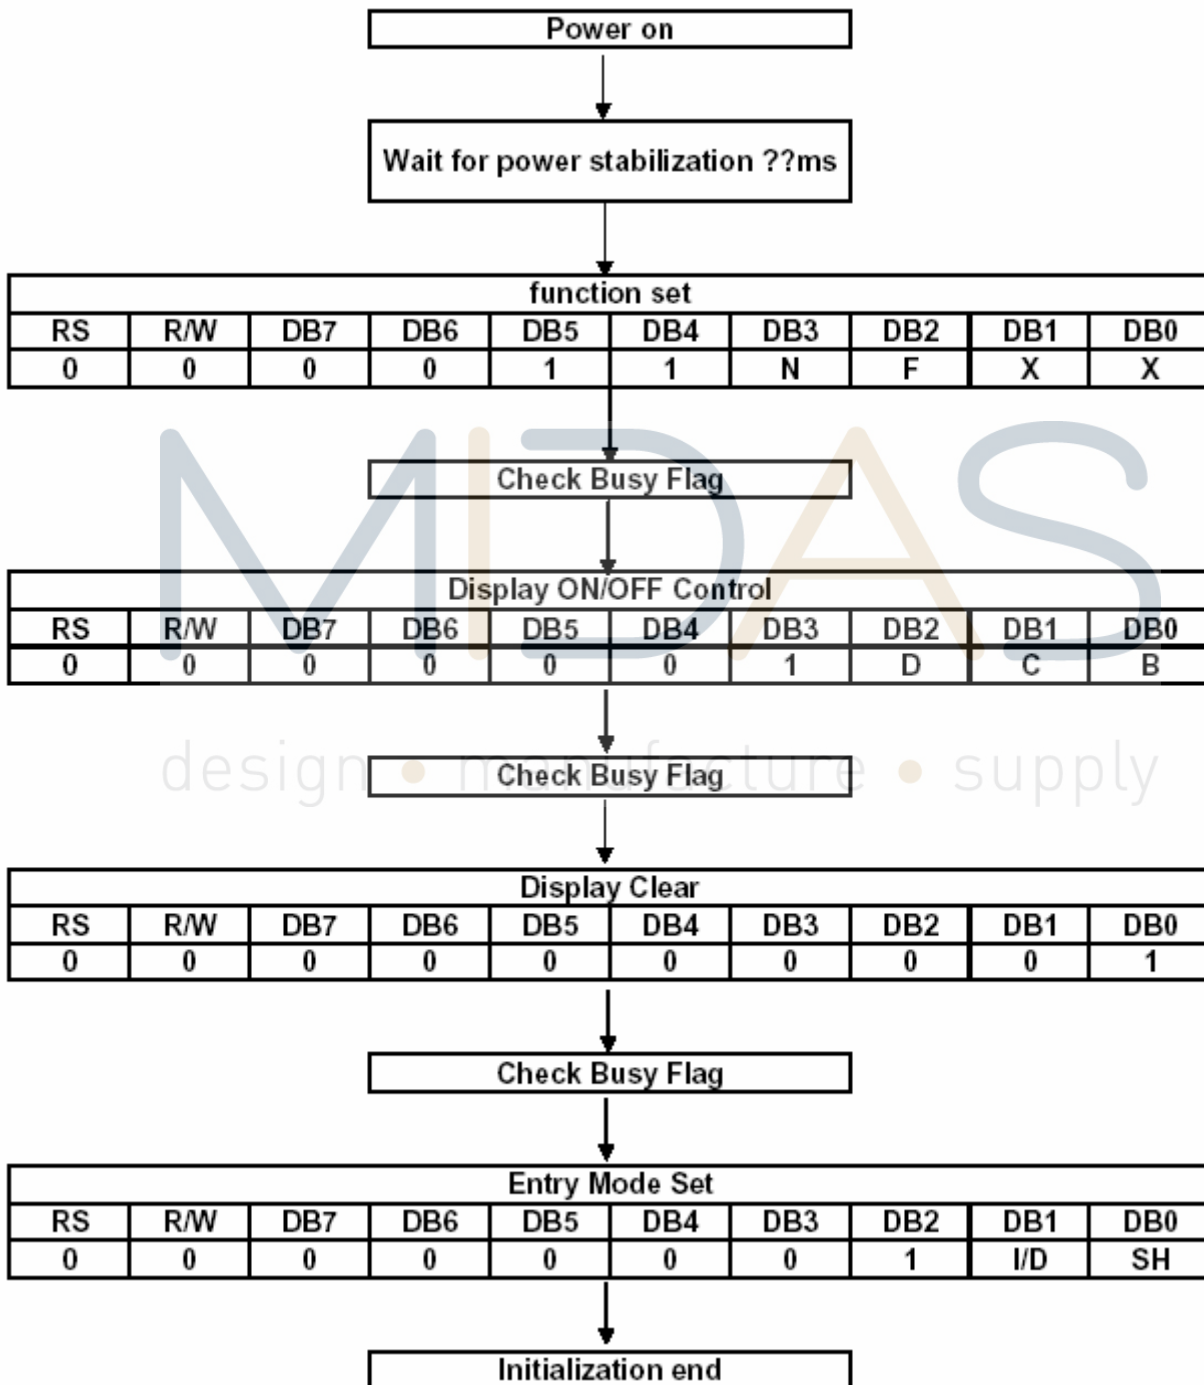 Power on
Wait for power stabilization ??ms
function set
RS R/W DB7 DB6 DB5 DB4 DB3 DB2 DB1 DB0
0 0 0 0 1 1 N F X X
Check Busy Flag
MIDAS
Display ON/OFF Control
RS R/W DB7 DB6 DB5 DB4 DB3 DB2 DB1 DB0
0 0 0 0 0 0 1 D C B
design • manufacture • supply
Check Busy Flag
Display Clear
RS R/W DB7 DB6 DB5 DB4 DB3 DB2 DB1 DB0
0 0 0 0 0 0 0 0 0 1
Check Busy Flag
Entry Mode Set
RS R/W DB7 DB6 DB5 DB4 DB3 DB2 DB1 DB0
0 0 0 0 0 0 0 1 I/D SH
Initialization end